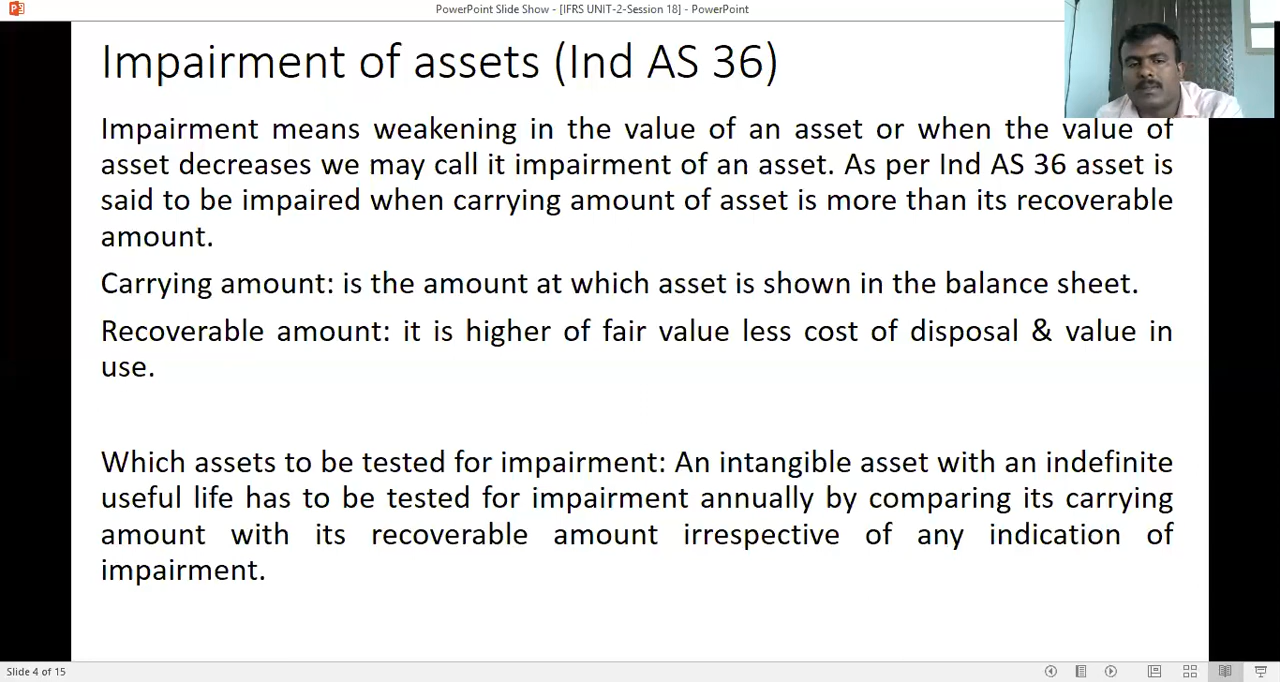 PowerPoint Slide Show - [IFRS UNIT-2-Session 18] - PowerPoint
Impairment of assets (Ind AS 36)
Impairment means weakening in the value of an asset or when the value of
asset decreases we may call it impairment of an asset. As per Ind AS 36 asset is
said to be impaired when carrying amount of asset is more than its recoverable
amount.
Carrying amount: is the amount at which asset is shown in the balance sheet.
Recoverable amount: it is higher of fair value less cost of disposal & value in
use.
Which assets to be tested for impairment: An intangible asset with an indefinite
useful life has to be tested for impairment annually by comparing its carrying
amount with its recoverable amount irrespective of any indication of
impairment.
Slide 4 of 15